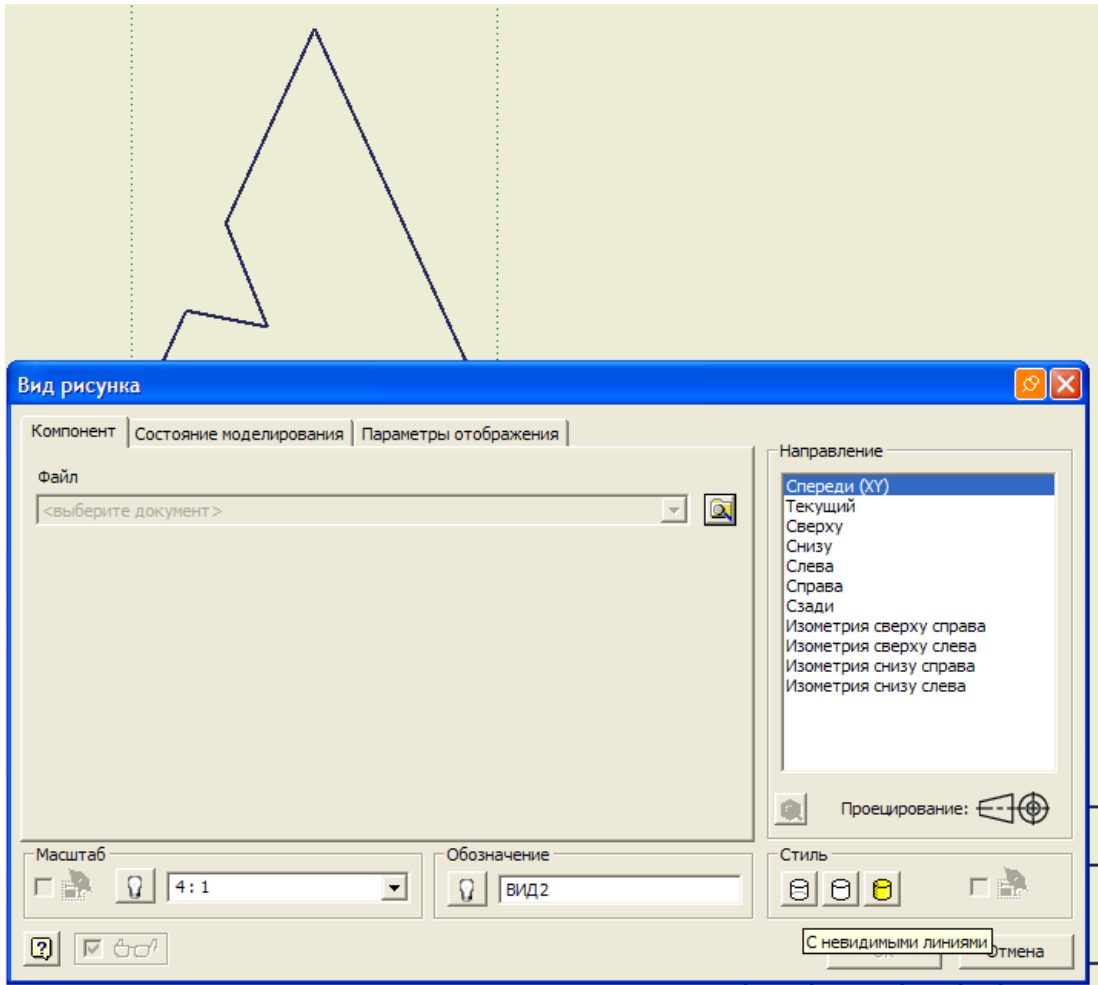 Вид рисунка
Компонент
Состояние моделирования
Параметры отображения
Файл
<выберите документ>
Направление
Спереди (XY)
Текущий
Сверху
Снизу
Слева
Справа
Сзади
Изометрия сверху справа
Изометрия сверху слева
Изометрия снизу справа
Изометрия снизу слева
Проецирование:
Масштаб
4 : 1
Обозначение
ВИД2
Стиль
С невидимыми линиями
Отмена